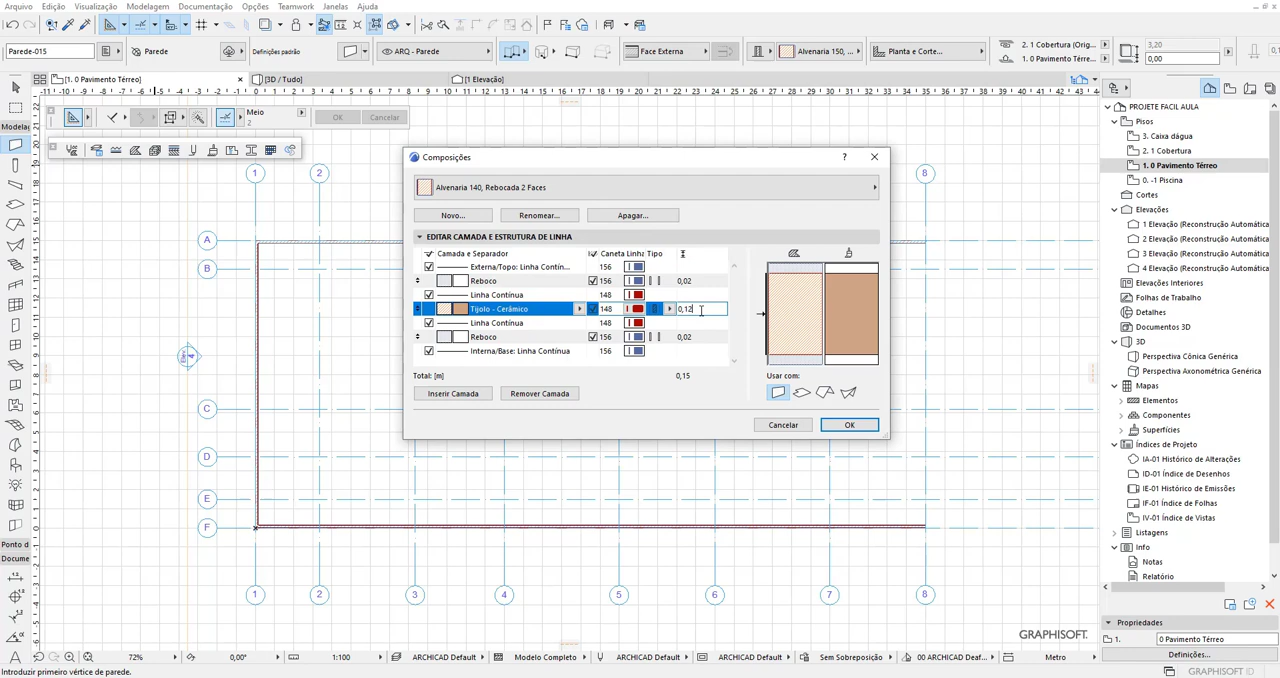 Arquivo Edição Visualização Modelagem Documentação Opções Teamwork Janelas Ajuda
Parede-015 Parede Definições padrão ARQ - Parede Face Externa Alvenaria 150, ... Planta e Corte... 2. 1 Cobertura (Orig... 3,20
1. 0 Pavimento Térre... 0,00
[1. 0 Pavimento Térreo] [3D / Tudo] [1 Elevação]
Meio
2
OK Cancelar
Modela
Ponto d
Docume
1 2 8
A
B
C
D
E
F
1 2 3 4 5 6 7 8
Elev
4
Composições
Alvenaria 140, Rebocada 2 Faces
Novo... Renomear... Apagar...
EDITAR CAMADA E ESTRUTURA DE LINHA
Camada e Separador Caneta Linha Tipo
Externa/Topo: Linha Contín... 156
Reboco 156 0,02
Linha Contínua 148
Tijolo - Cerâmico 148 0,12
Linha Contínua 148
Reboco 156 0,02
Interna/Base: Linha Contínua 156
Total: [m] 0,15
Usar com:
Inserir Camada Remover Camada
Cancelar OK
PROJETE FACIL AULA
Pisos
3. Caixa dágua
2. 1 Cobertura
1. 0 Pavimento Térreo
0. -1 Piscina
Cortes
Elevações
1 Elevação (Reconstrução Automática
2 Elevação (Reconstrução Automática
3 Elevação (Reconstrução Automática
4 Elevação (Reconstrução Automática
Elevações Interiores
Folhas de Trabalho
Detalhes
Documentos 3D
3D
Perspectiva Cónica Genérica
Perspectiva Axonométrica Genérica
Mapas
Elementos
Componentes
Superfícies
Índices de Projeto
IA-01 Histórico de Alterações
ID-01 Índice de Desenhos
IE-01 Histórico de Emissões
IF-01 Índice de Folhas
IV-01 Índice de Vistas
Listagens
Info
Notas
Relatório
Propriedades
1. 0 Pavimento Térreo
Definições...
GRAPHISOFT.
72% 0,00° 1:100 ARCHICAD Default Modelo Completo ARCHICAD Default ARCHICAD Default Sem Sobreposição 00 ARCHICAD Deaf... Metro
Introduzir primeiro vértice de parede.
GRAPHISOFT ID